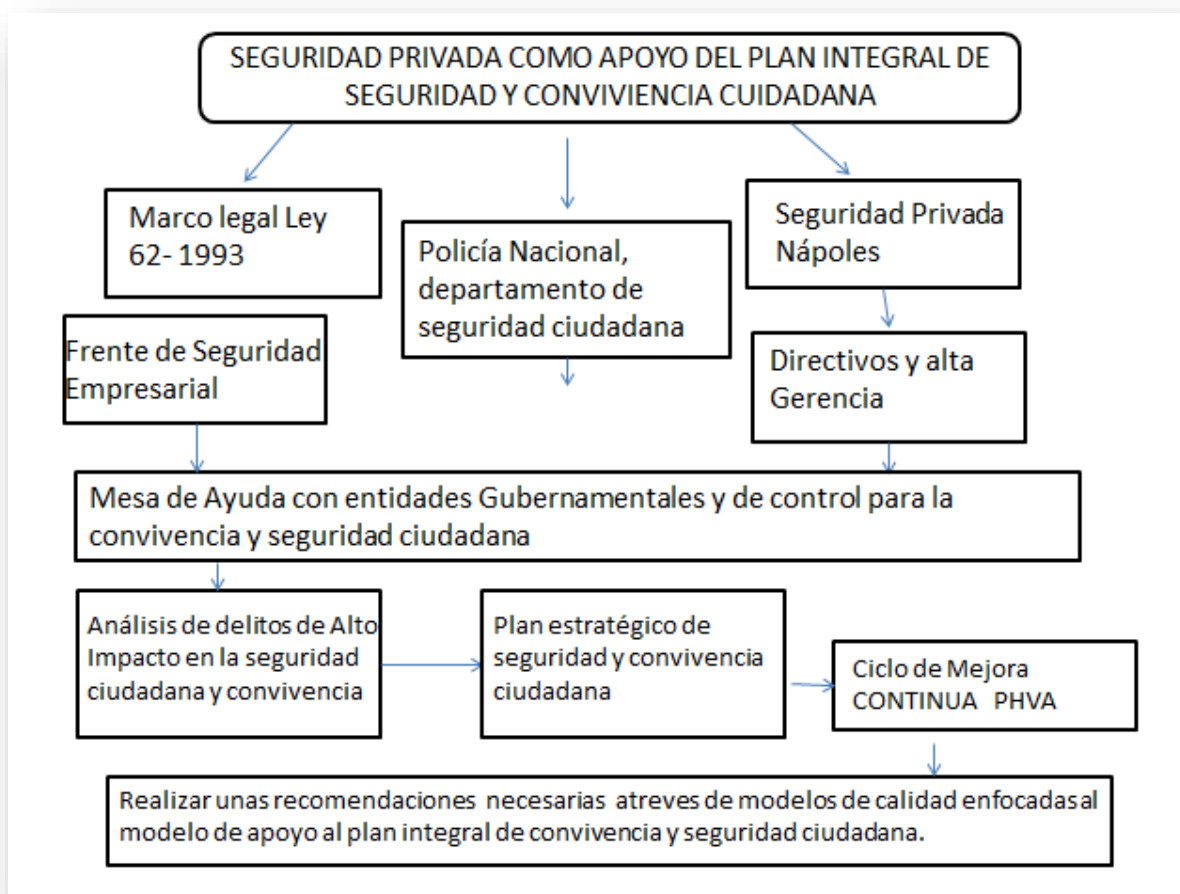 SEGURIDAD PRIVADA COMO APOYO DEL PLAN INTEGRAL DE
SEGURIDAD Y CONVIVIENCIA CUIDADANA
Marco legal Ley
62- 1993
Policía Nacional,
departamento de
seguridad ciudadana
Seguridad Privada
Nápoles
Frente de Seguridad
Empresarial
Directivos y alta
Gerencia
Mesa de Ayuda con entidades Gubernamentales y de control para la
convivencia y seguridad ciudadana
Análisis de delitos de Alto
Impacto en la seguridad
ciudadana y convivencia
Plan estratégico de
seguridad y convivencia
ciudadana
Ciclo de Mejora
CONTINUA PHVA
Realizar unas recomendaciones necesarias atreves de modelos de calidad enfocadas al
modelo de apoyo al plan integral de convivencia y seguridad ciudadana.